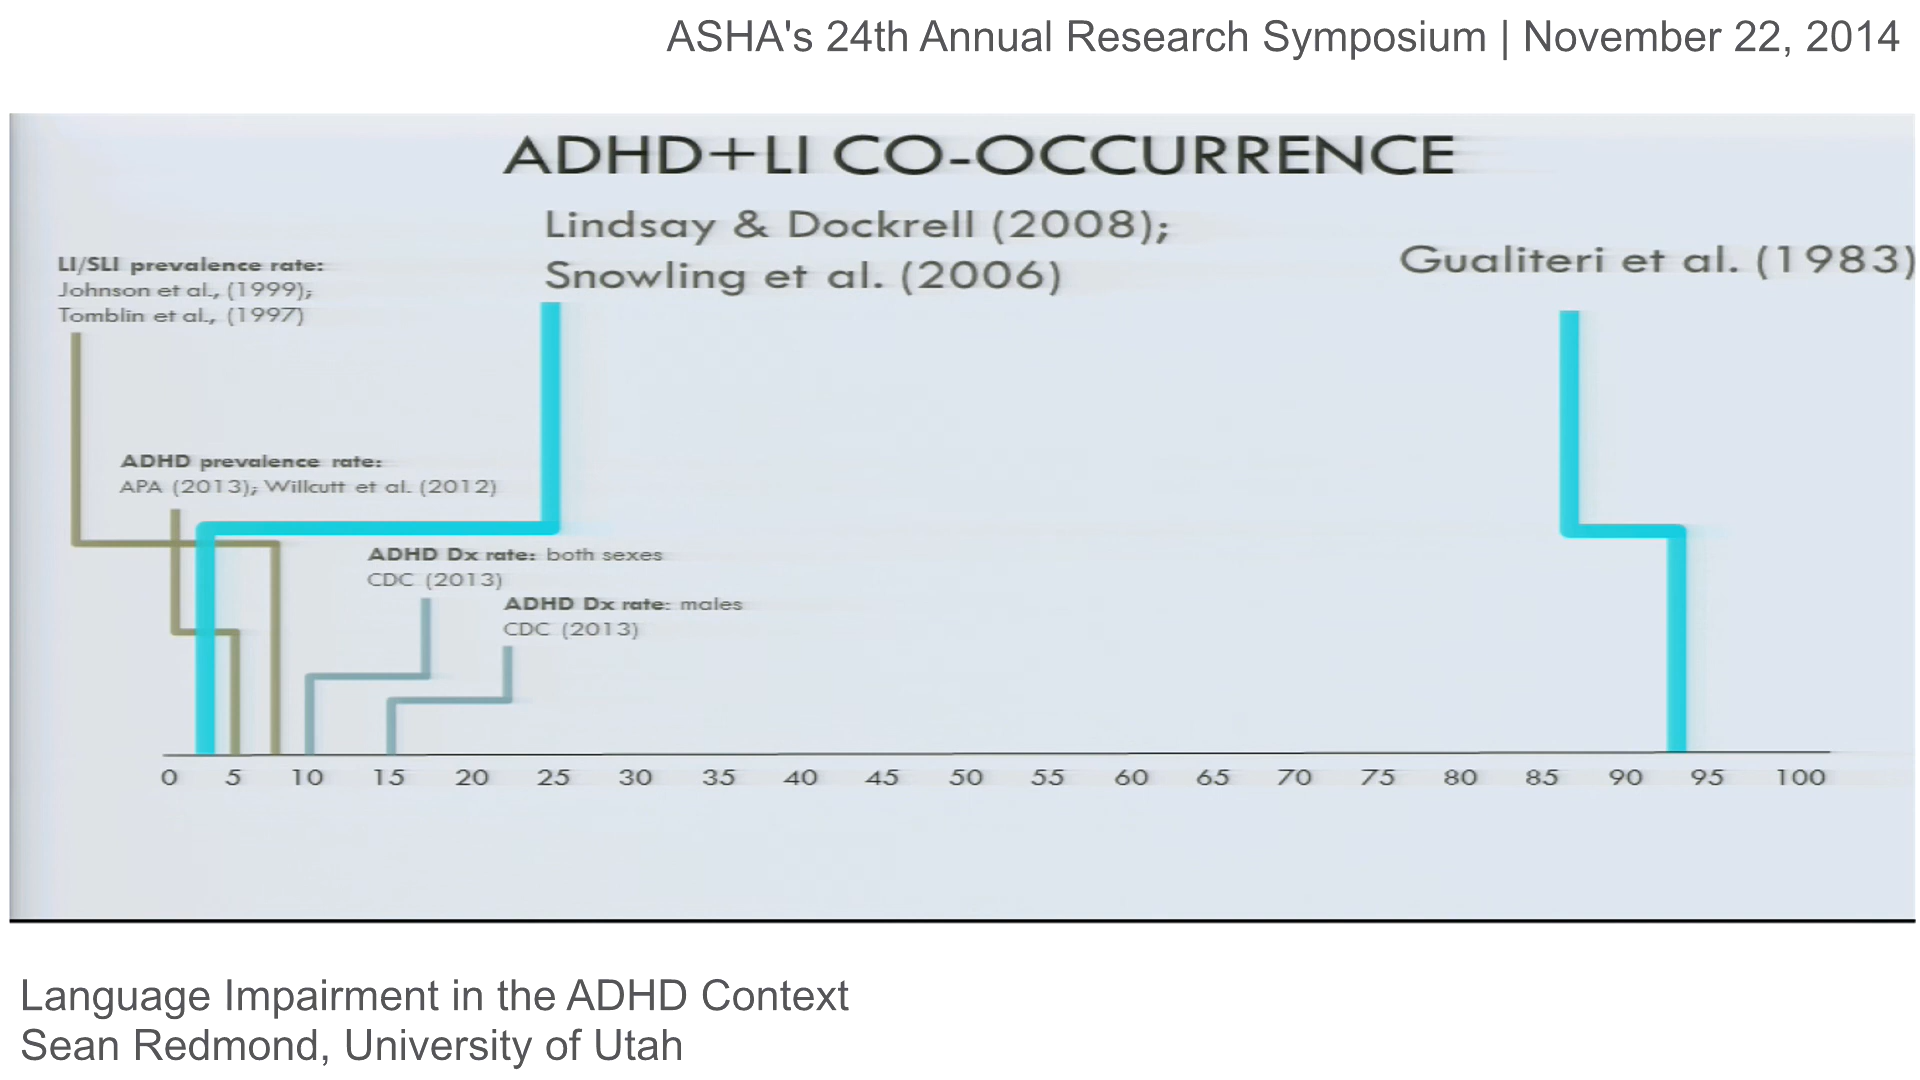 ASHA's 24th Annual Research Symposium | November 22, 2014
ADHD+LI CO-OCCURRENCE
Lindsay & Dockrell (2008);
Snowling et al. (2006)
Gualiteri et al. (1983)
LI/SLI prevalence rate:
Johnson et al., (1999);
Tomblin et al., (1997)
ADHD prevalence rate:
APA (2013); Willcutt et al. (2012)
ADHD Dx rate: both sexes
CDC (2013)
ADHD Dx rate: males
CDC (2013)
0 5 10 15 20 25 30 35 40 45 50 55 60 65 70 75 80 85 90 95 100
Language Impairment in the ADHD Context
Sean Redmond, University of Utah